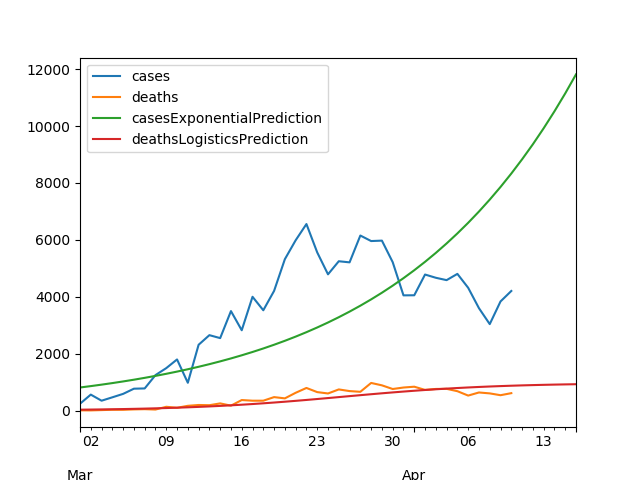 cases
deaths
casesExponentialPrediction
deathsLogisticsPrediction
12000
10000
8000
6000
4000
2000
0
02 09 16 23 30 06 13
Mar Apr